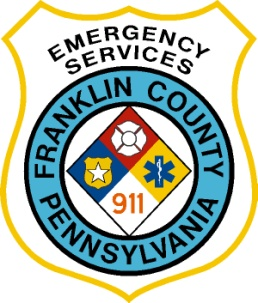 EMERGENCY
SERVICES
FRANKLIN COUNTY
PENNSYLVANIA
911